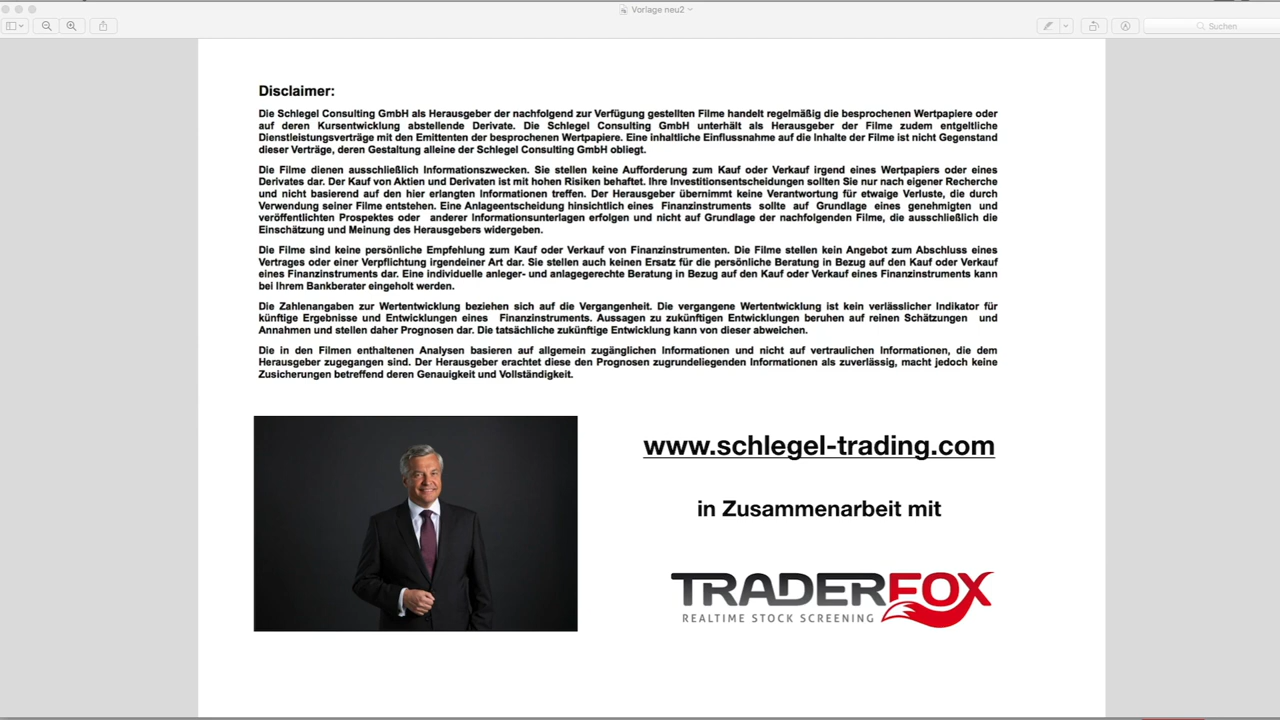 Vorlage neu2
Suchen
Disclaimer:
Die Schlegel Consulting GmbH als Herausgeber der nachfolgend zur Verfügung gestellten Filme handelt regelmäßig die besprochenen Wertpapiere oder
auf deren Kursentwicklung abstellende Derivate. Die Schlegel Consulting GmbH unterhält als Herausgeber der Filme zudem entgeltliche
Dienstleistungsverträge mit den Emittenten der besprochenen Wertpapiere. Eine inhaltliche Einflussnahme auf die Inhalte der Filme ist nicht Gegenstand
dieser Verträge, deren Gestaltung alleine der Schlegel Consulting GmbH obliegt.
Die Filme dienen ausschließlich Informationszwecken. Sie stellen keine Aufforderung zum Kauf oder Verkauf irgend eines Wertpapiers oder eines
Derivates dar. Der Kauf von Aktien und Derivaten ist mit hohen Risiken behaftet. Ihre Investitionsentscheidungen sollten Sie nur nach eigener Recherche
und nicht basierend auf den hier erlangten Informationen treffen. Der Herausgeber übernimmt keine Verantwortung für etwaige Verluste, die durch
Verwendung seiner Filme entstehen. Eine Anlageentscheidung hinsichtlich eines Finanzinstruments sollte auf Grundlage eines genehmigten und
veröffentlichten Prospektes oder anderer Informationsunterlagen erfolgen und nicht auf Grundlage der nachfolgenden Filme, die ausschließlich die
Einschätzung und Meinung des Herausgebers widergeben.
Die Filme sind keine persönliche Empfehlung zum Kauf oder Verkauf von Finanzinstrumenten. Die Filme stellen kein Angebot zum Abschluss eines
Vertrages oder einer Verpflichtung irgendeiner Art dar. Sie stellen auch keinen Ersatz für die persönliche Beratung in Bezug auf den Kauf oder Verkauf
eines Finanzinstruments dar. Eine individuelle anleger- und anlagegerechte Beratung in Bezug auf den Kauf oder Verkauf eines Finanzinstruments kann
bei Ihrem Bankberater eingeholt werden.
Die Zahlenangaben zur Wertentwicklung beziehen sich auf die Vergangenheit. Die vergangene Wertentwicklung ist kein verlässlicher Indikator für
künftige Ergebnisse und Entwicklungen eines Finanzinstruments. Aussagen zu zukünftigen Entwicklungen beruhen auf reinen Schätzungen und
Annahmen und stellen daher Prognosen dar. Die tatsächliche zukünftige Entwicklung kann von dieser abweichen.
Die in den Filmen enthaltenen Analysen basieren auf allgemein zugänglichen Informationen und nicht auf vertraulichen Informationen, die dem
Herausgeber zugegangen sind. Der Herausgeber erachtet diese den Prognosen zugrundeliegenden Informationen als zuverlässig, macht jedoch keine
Zusicherungen betreffend deren Genauigkeit und Vollständigkeit.
www.schlegel-trading.com
in Zusammenarbeit mit
TRADERFOX
REALTIME STOCK SCREENING